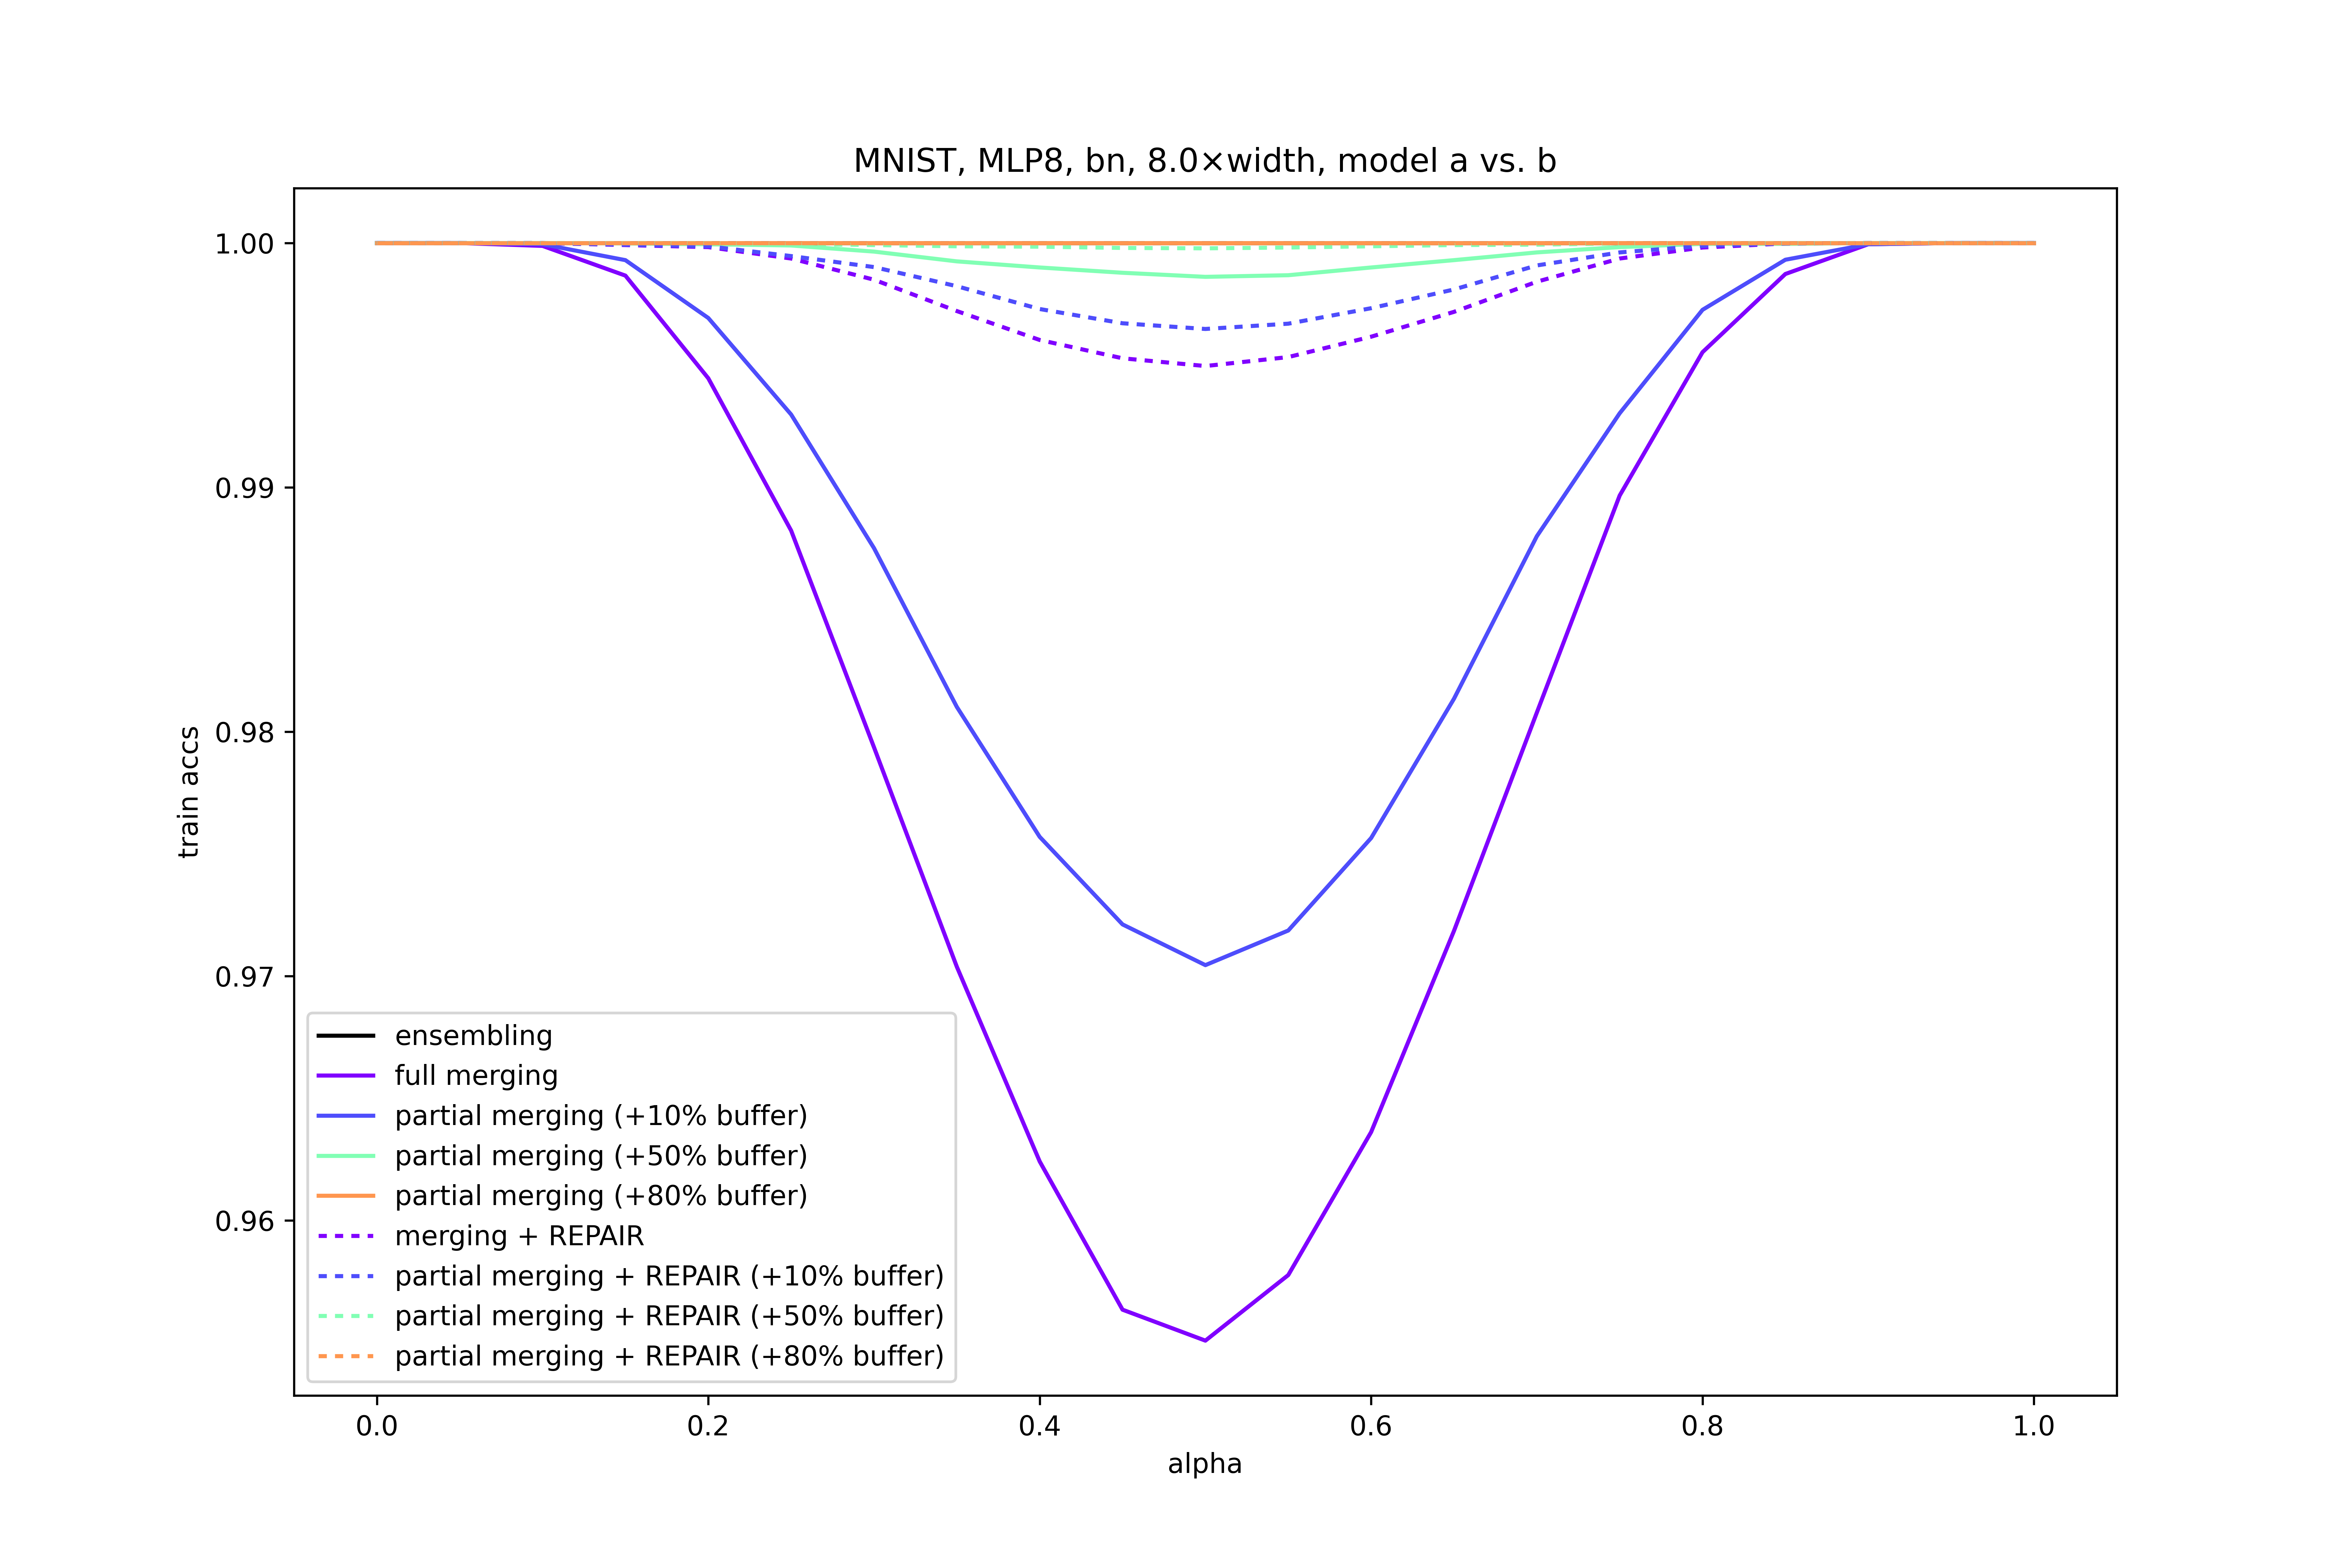 MNIST, MLP8, bn, 8.0×width, model a vs. b
1.00
0.99
0.98
0.97
0.96
train accs
ensembling
full merging
partial merging (+10% buffer)
partial merging (+50% buffer)
partial merging (+80% buffer)
merging + REPAIR
partial merging + REPAIR (+10% buffer)
partial merging + REPAIR (+50% buffer)
partial merging + REPAIR (+80% buffer)
0.0 0.2 0.4 0.6 0.8 1.0
alpha